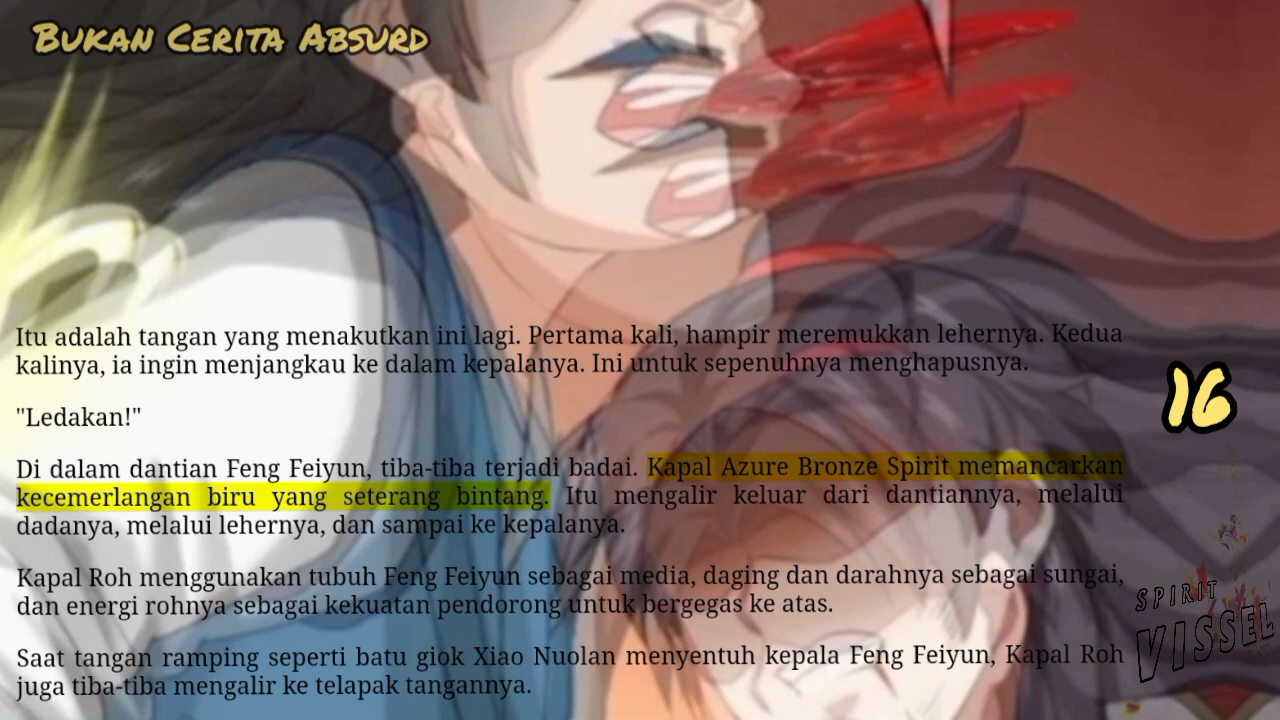 Bukan Cerita Absurd
Itu adalah tangan yang menakutkan ini lagi. Pertama kali, hampir meremukkan lehernya. Kedua
kalinya, ia ingin menjangkau ke dalam kepalanya. Ini untuk sepenuhnya menghapusnya.
"Ledakan!"
Di dalam dantian Feng Feiyun, tiba-tiba terjadi badai. Kapal Azure Bronze Spirit memancarkan
kecemerlangan biru yang seterang bintang. Itu mengalir keluar dari dantiannya, melalui
dadanya, melalui lehernya, dan sampai ke kepalanya.
Kapal Roh menggunakan tubuh Feng Feiyun sebagai media, daging dan darahnya sebagai sungai,
dan energi rohnya sebagai kekuatan pendorong untuk bergegas ke atas.
Saat tangan ramping seperti batu giok Xiao Nuolan menyentuh kepala Feng Feiyun, Kapal Roh
juga tiba-tiba mengalir ke telapak tangannya.
16
SPIRIT
VISSEL